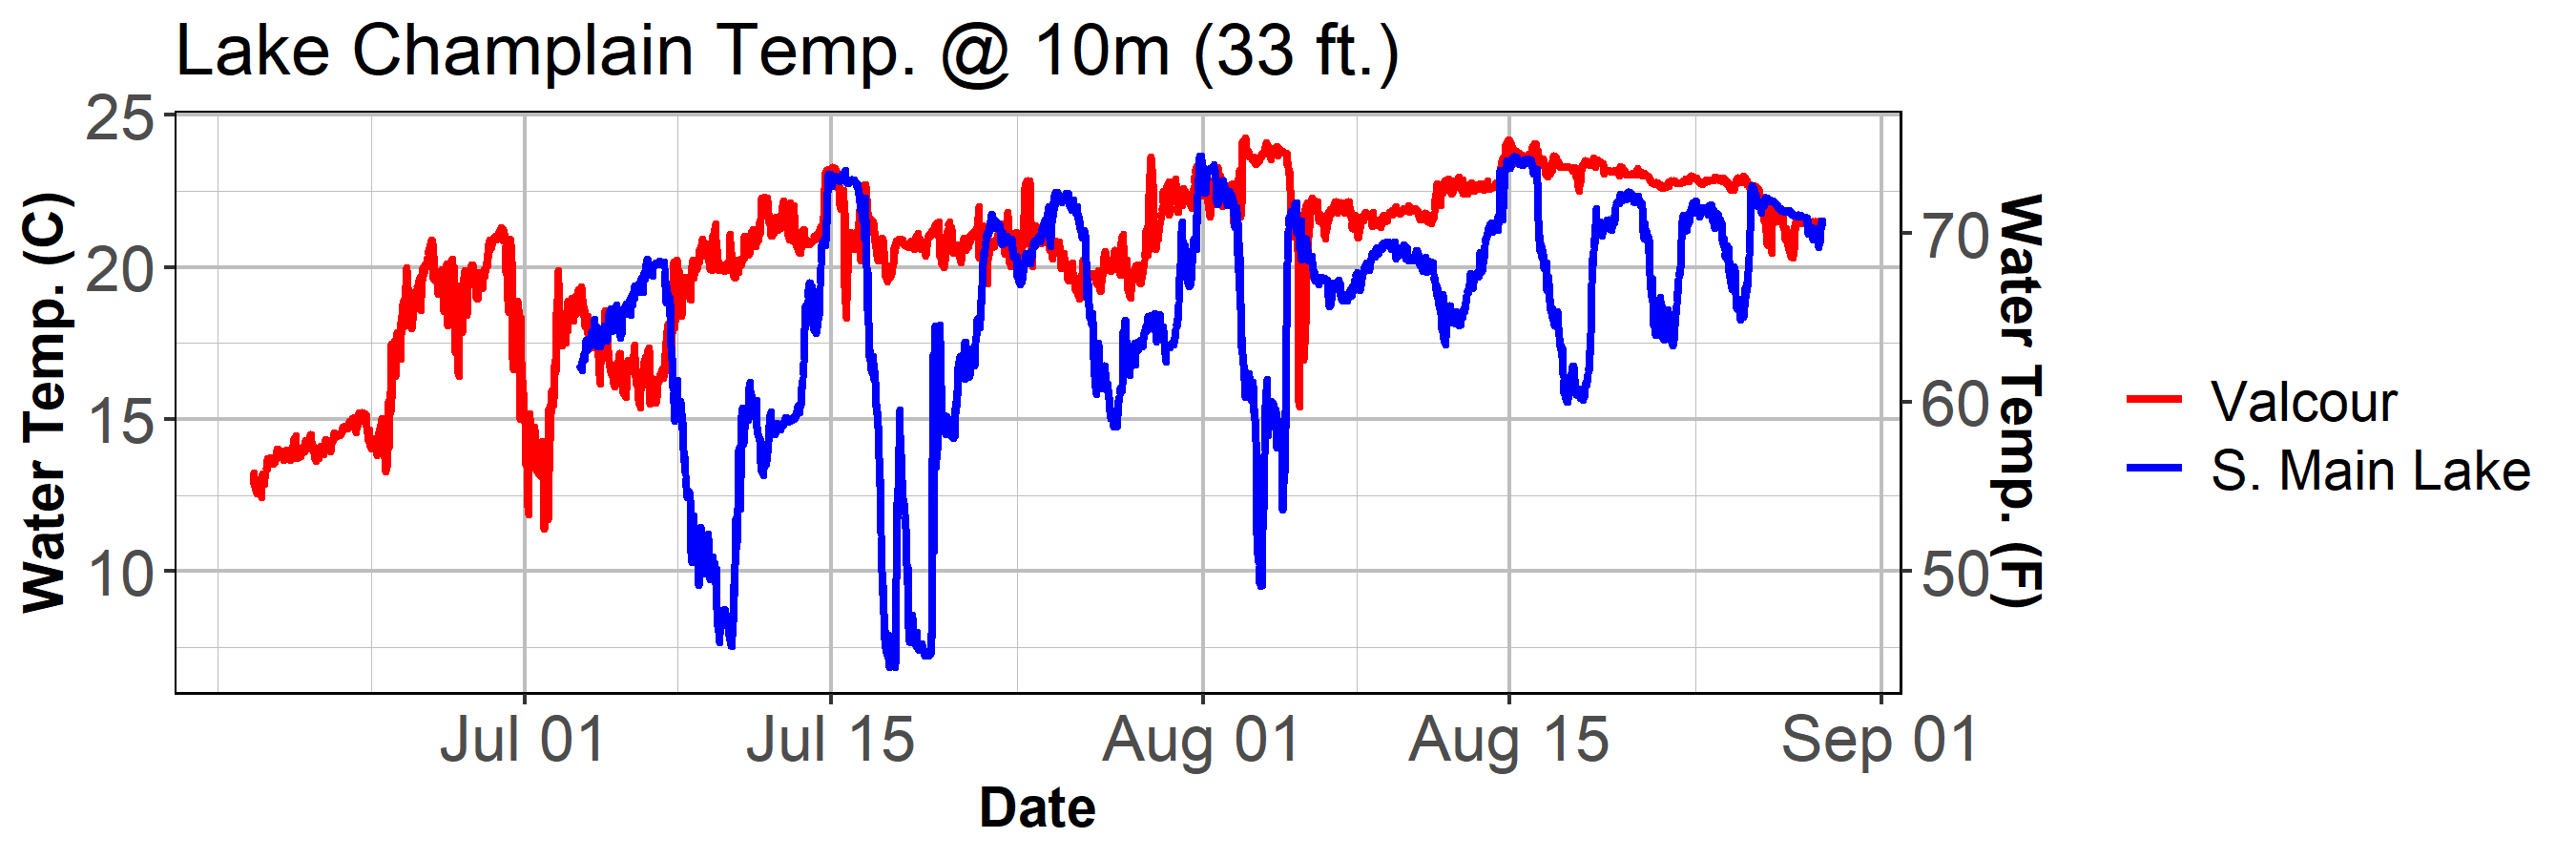 Lake Champlain Temp. @ 10m (33 ft.)
Water Temp. (C)
25
20
15
10
70
60
50
Water Temp. (F)
Jul 01
Jul 15
Aug 01
Aug 15
Sep 01
Date
Valcour
S. Main Lake